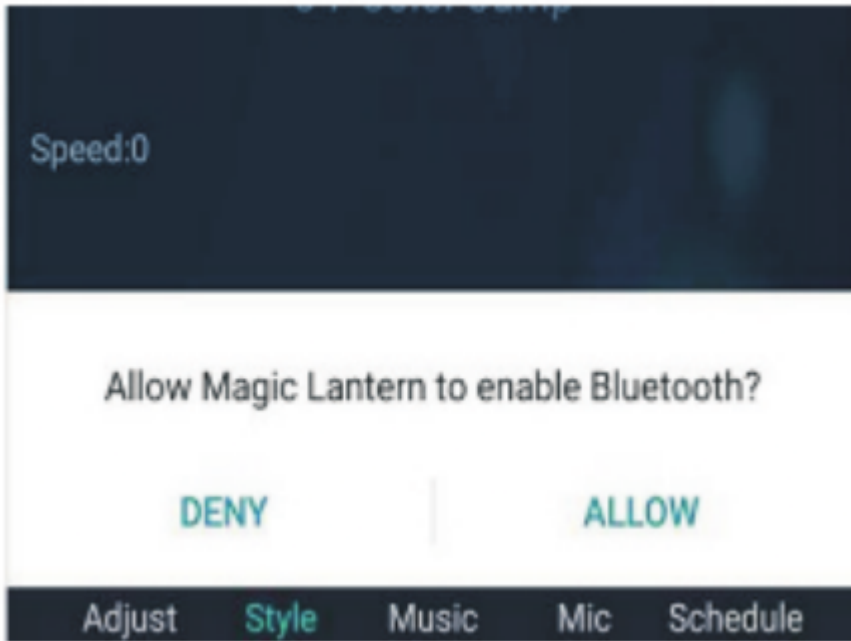 Speed:0
Allow Magic Lantern to enable Bluetooth?
DENY ALLOW
Adjust Style Music Mic Schedule